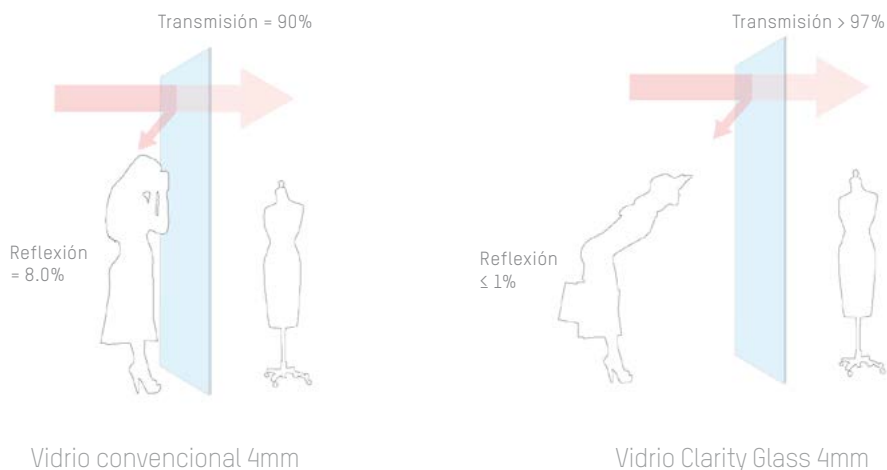 Transmisión = 90%
Reflexión
= 8.0%
Vidrio convencional 4mm
Transmisión > 97%
Reflexión
≤ 1%
Vidrio Clarity Glass 4mm